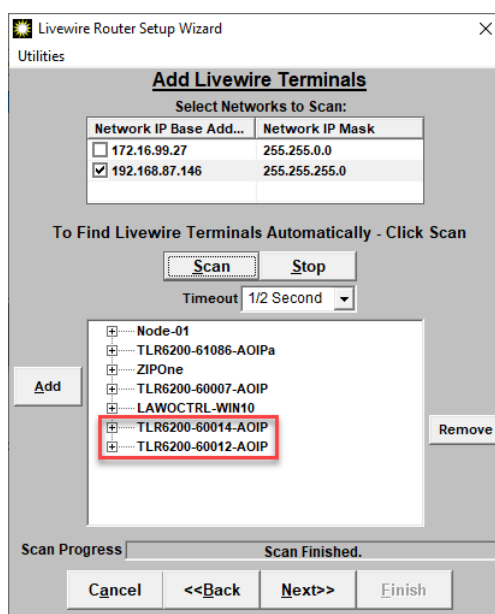 Livewire Router Setup Wizard
Utilities
Add Livewire Terminals
Select Networks to Scan:
Network IP Base Add... Network IP Mask
172.16.99.27 255.255.0.0
192.168.87.146 255.255.255.0
To Find Livewire Terminals Automatically - Click Scan
Scan Stop
Timeout 1/2 Second
Node-01
TLR6200-61086-AOIPa
ZIPOne
TLR6200-60007-AOIP
LAWOCTRL-WIN10
TLR6200-60014-AOIP
TLR6200-60012-AOIP
Add
Remove
Scan Progress Scan Finished.
Cancel <<Back Next>> Finish